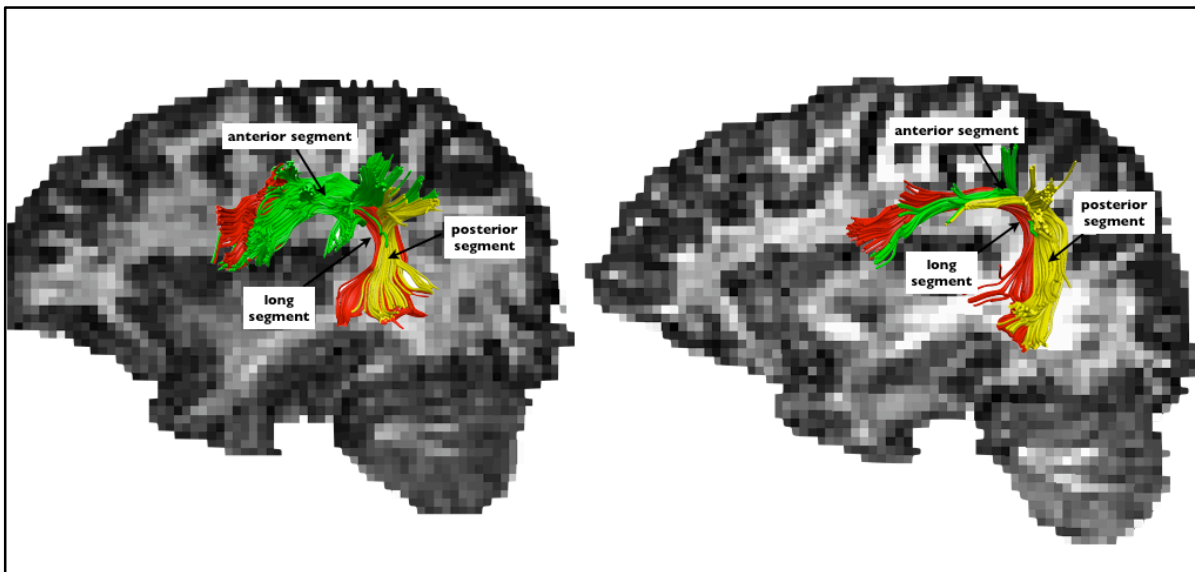 anterior segment
posterior
segment
long
segment
anterior segment
posterior
segment
long
segment